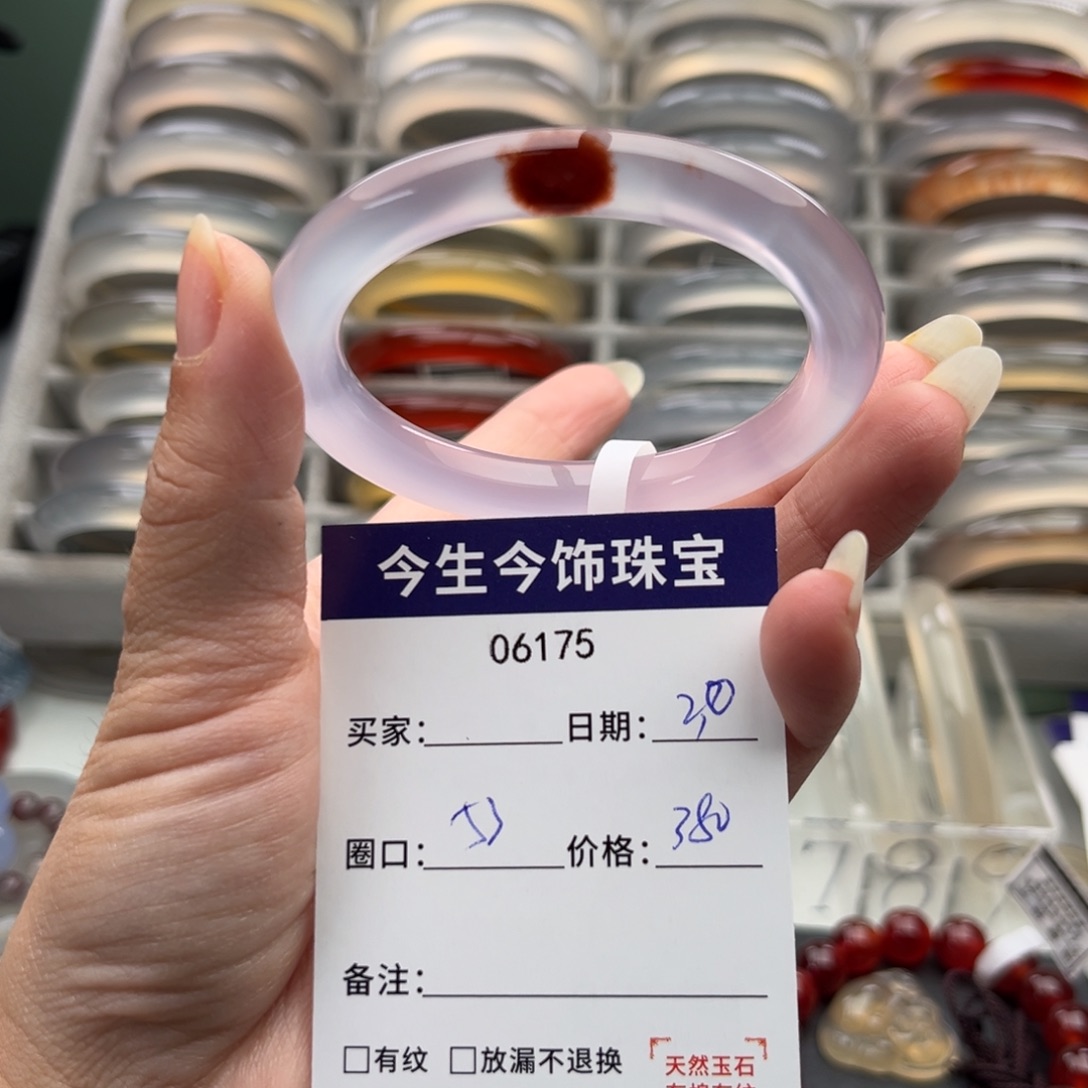 今生今饰珠宝
06175
买家: 日期:
圈口: 53 价格: 380
备注:
□有纹 □放漏不退换
天然玉石